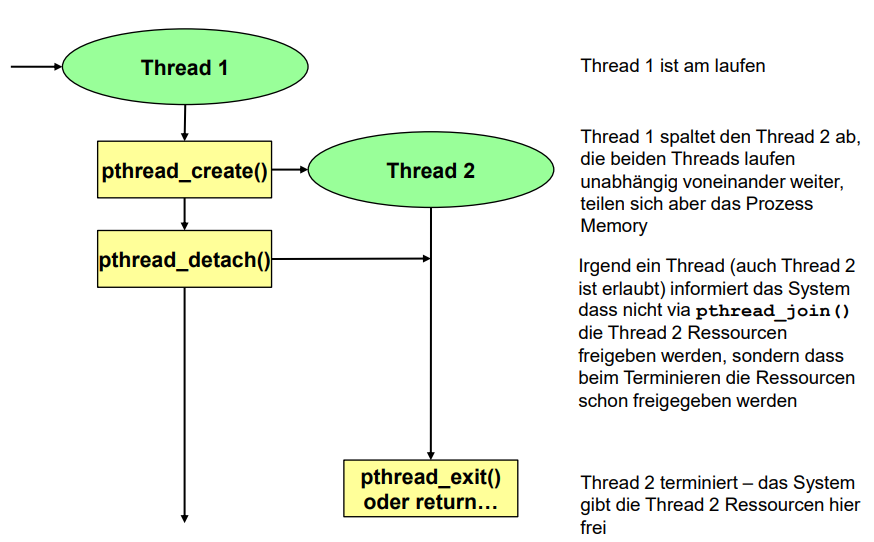 Thread 1
Thread 1 ist am laufen
pthread_create()
Thread 2
Thread 1 spaltet den Thread 2 ab,
die beiden Threads laufen
unabhängig voneinander weiter,
teilen sich aber das Prozess
Memory
pthread_detach()
Irgend ein Thread (auch Thread 2
ist erlaubt) informiert das System
dass nicht via pthread_join()
die Thread 2 Ressourcen
freigeben werden, sondern dass
beim Terminieren die Ressourcen
schon freigegeben werden
pthread_exit()
oder return…
Thread 2 terminiert – das System
gibt die Thread 2 Ressourcen hier
frei